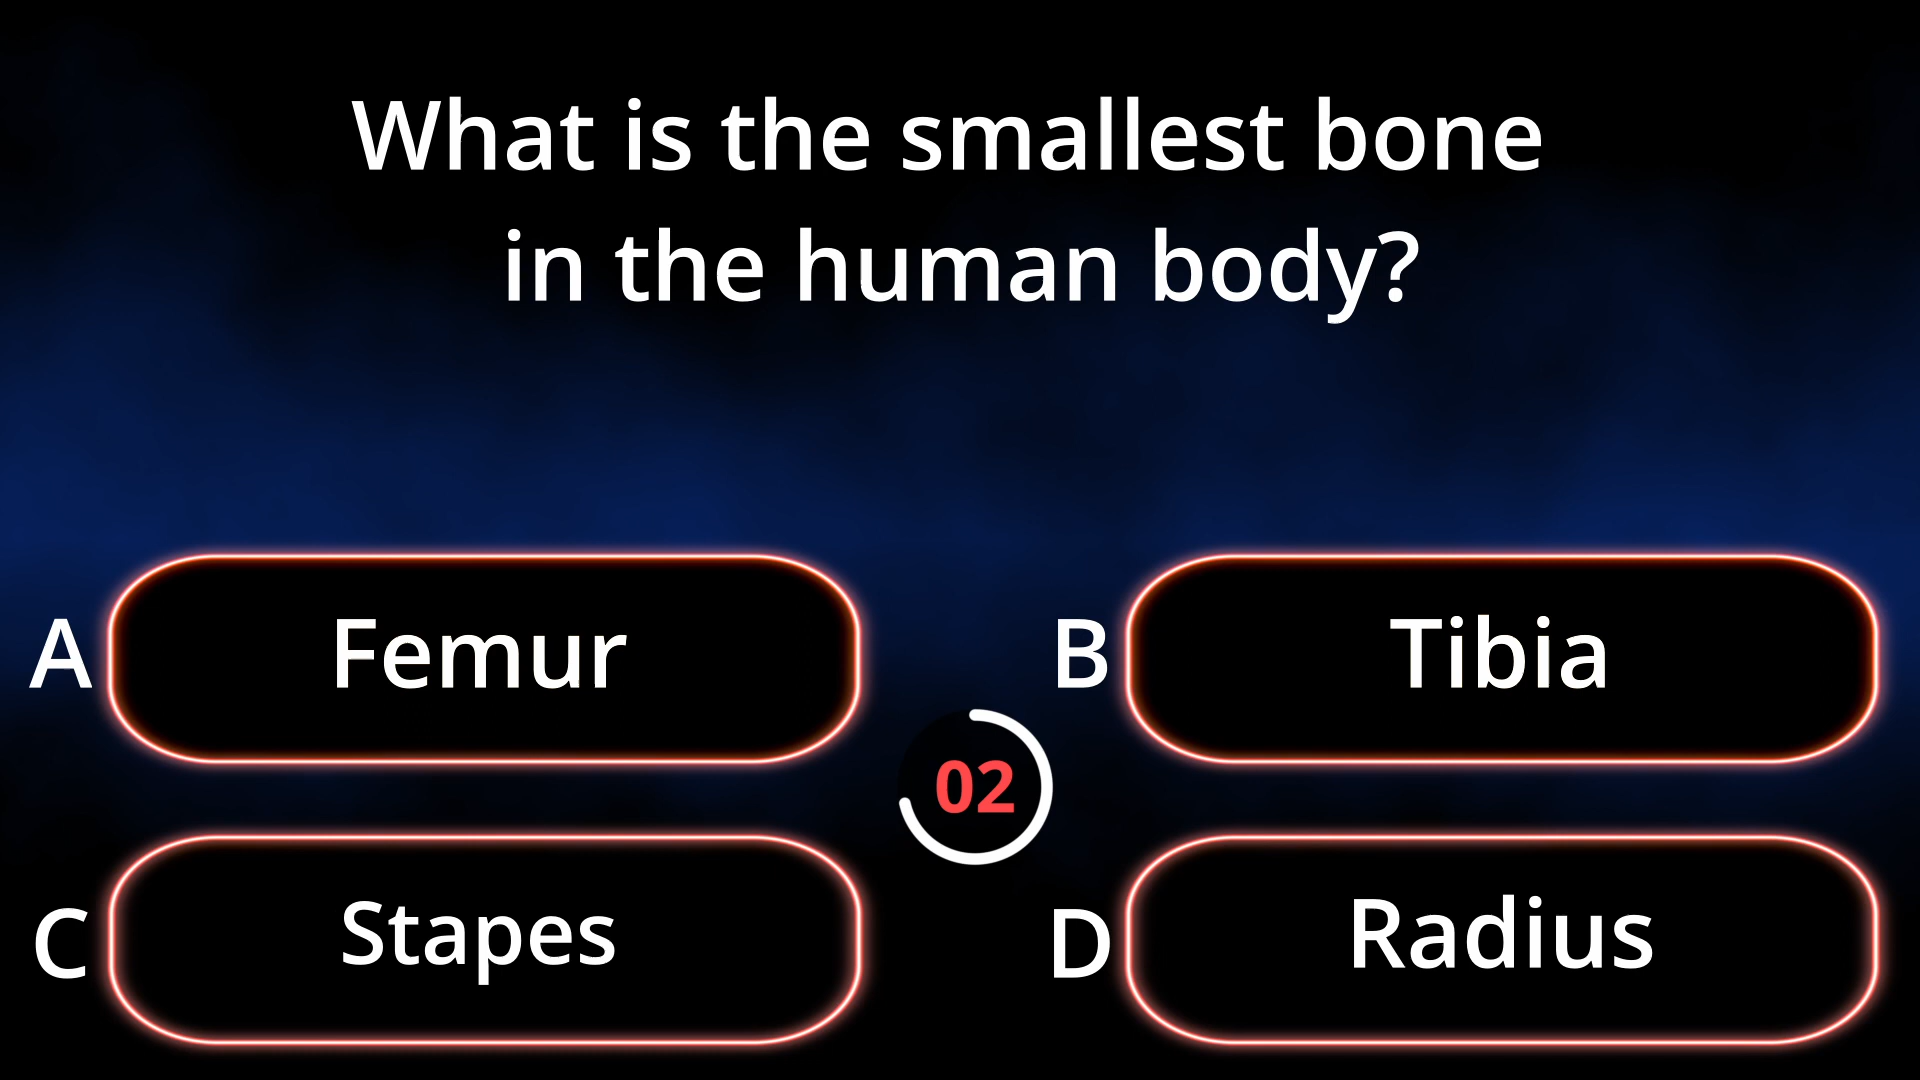 What is the smallest bone
in the human body?
A Femur
B Tibia
02
C Stapes
D Radius